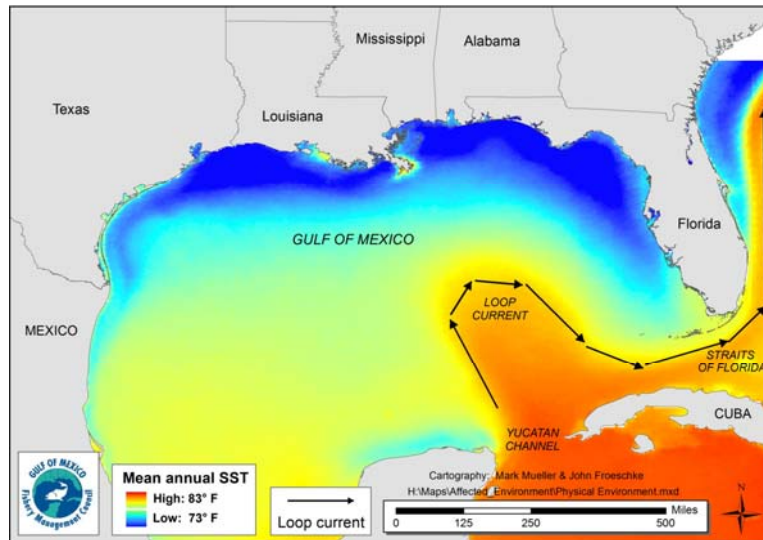 Mississippi
Alabama
Texas
Louisiana
Florida
GULF OF MEXICO
LOOP
CURRENT
MEXICO
STRAITS
OF FLORIDA
CUBA
YUCATAN
CHANNEL
GULF OF MEXICO
Fishery Management Council
Mean annual SST
High: 83° F
Low: 73° F
Loop current
Cartography: Mark Mueller & John Froeschke
H:\Maps\Affected_Environment\Physical Environment.mxd
Miles
0 125 250 500
N